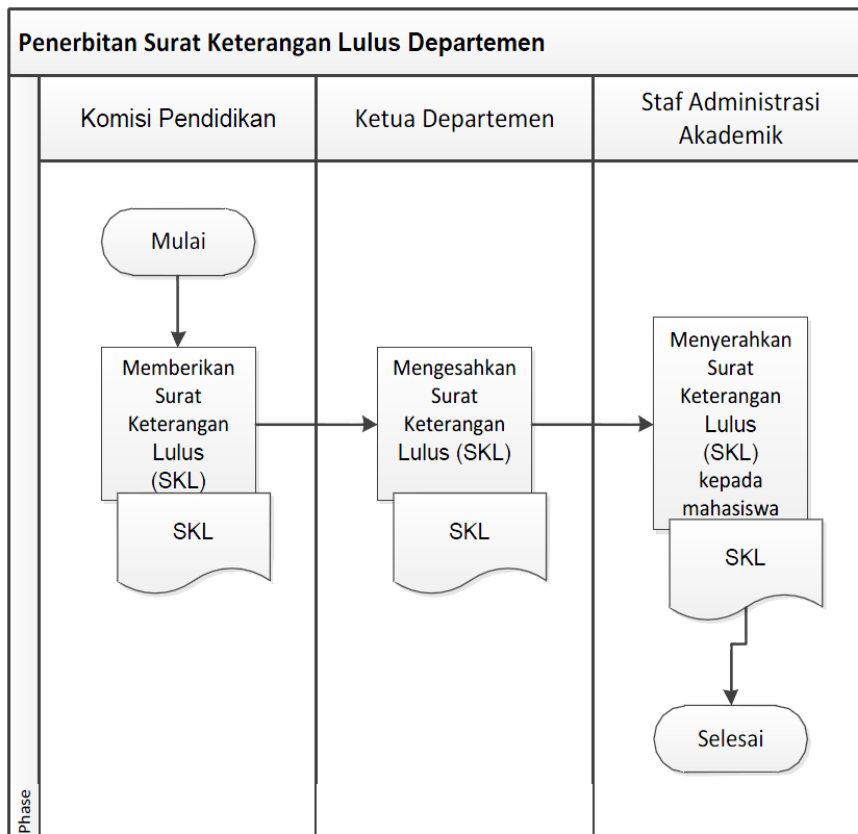 Penerbitan Surat Keterangan Lulus Departemen
Komisi Pendidikan
Ketua Departemen
Staf Administrasi
Akademik
Mulai
Memberikan
Surat
Keterangan
Lulus
(SKL)
SKL
Mengesahkan
Surat
Keterangan
Lulus (SKL)
SKL
Menyerahkan
Surat
Keterangan
Lulus
(SKL)
kepada
mahasiswa
SKL
Selesai
Phase